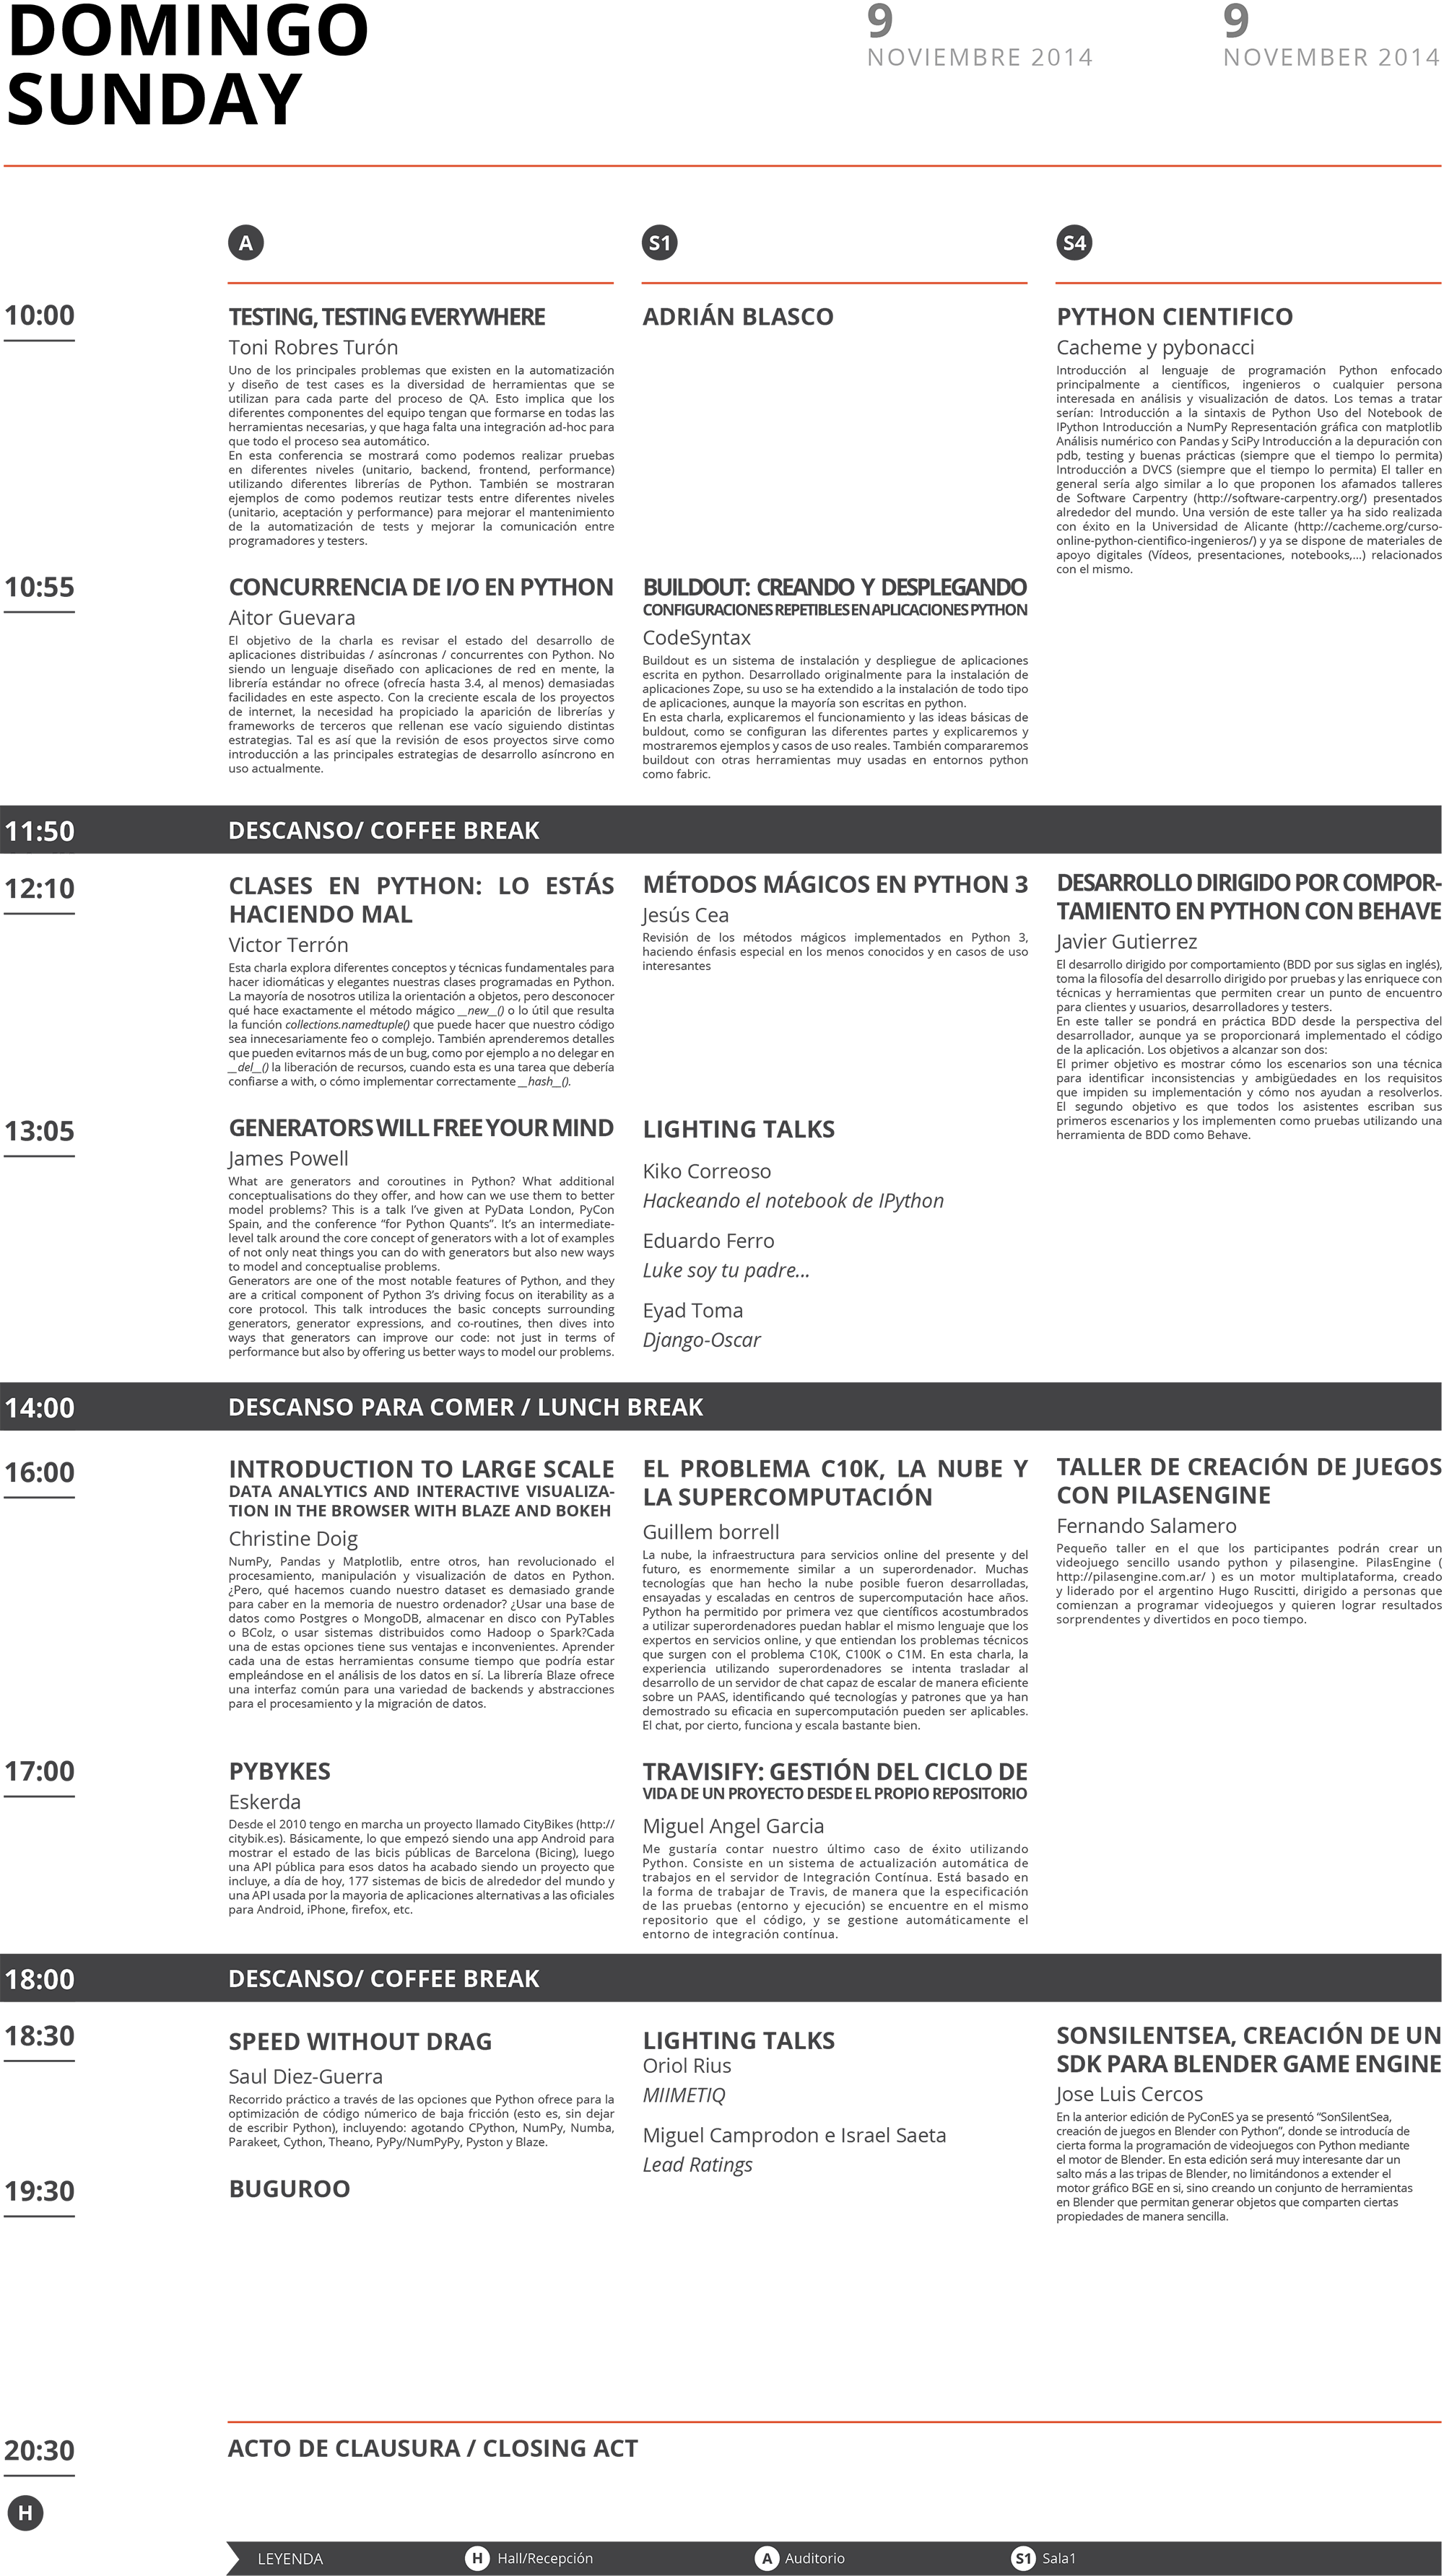 DOMINGO
SUNDAY
9
NOVIEMBRE 2014
9
NOVEMBER 2014
A
S1
S4
10:00
TESTING, TESTING EVERYWHERE
Toni Robres Turón
Uno de los principales problemas que existen en la automatización
y diseño de test cases es la diversidad de herramientas que se
utilizan para cada parte del proceso de QA. Esto implica que los
diferentes componentes del equipo tengan que formarse en todas las
herramientas necesarias, y que haga falta una integración ad-hoc para
que todo el proceso sea automático.
En esta conferencia se mostrará como podemos realizar pruebas
en diferentes niveles (unitario, backend, frontend, performance)
utilizando diferentes librerías de Python. También se mostraran
ejemplos de como podemos reutizar tests entre diferentes niveles
(unitario, aceptación y performance) para mejorar el mantenimiento
de la automatización de tests y mejorar la comunicación entre
programadores y testers.
ADRIÁN BLASCO
PYTHON CIENTIFICO
Cacheme y pybonacci
Introducción al lenguaje de programación Python enfocado
principalmente a científicos, ingenieros o cualquier persona
interesada en análisis y visualización de datos. Los temas a tratar
serían: Introducción a la sintaxis de Python Uso del Notebook de
IPython Introducción a NumPy Representación gráfica con matplotlib
Análisis numérico con Pandas y SciPy Introducción a la depuración con
pdb, testing y buenas prácticas (siempre que el tiempo lo permita)
Introducción a DVCS (siempre que el tiempo lo permita) El taller en
general sería algo similar a lo que proponen los afamados talleres
de Software Carpentry (http://software-carpentry.org/) presentados
alrededor del mundo. Una versión de este taller ya ha sido realizada
con éxito en la Universidad de Alicante (http://cacheme.org/curso-
online-python-cientifico-ingenieros/) y ya se dispone de materiales de
apoyo digitales (Vídeos, presentaciones, notebooks,...) relacionados
con el mismo.
10:55
CONCURRENCIA DE I/O EN PYTHON
Aitor Guevara
El objetivo de la charla es revisar el estado del desarrollo de
aplicaciones distribuidas / asíncronas / concurrentes con Python. No
siendo un lenguaje diseñado con aplicaciones de red en mente, la
librería estándar no ofrece (ofrecía hasta 3.4, al menos) demasiadas
facilidades en este aspecto. Con la creciente escala de los proyectos
de internet, la necesidad ha propiciado la aparición de librerías y
frameworks de terceros que rellenan ese vacío siguiendo distintas
estrategias. Tal es así que la revisión de esos proyectos sirve como
introducción a las principales estrategias de desarrollo asíncrono en
uso actualmente.
BUILDOUT: CREANDO Y DESPLEGANDO
CONFIGURACIONES REPETIBLES EN APLICACIONES PYTHON
CodeSyntax
Buildout es un sistema de instalación y despliegue de aplicaciones
escrita en python. Desarrollado originalmente para la instalación de
aplicaciones Zope, su uso se ha extendido a la instalación de todo tipo
de aplicaciones, aunque la mayoría son escritas en python.
En esta charla, explicaremos el funcionamiento y las ideas básicas de
buldout, como se configuran las diferentes partes y explicaremos y
mostraremos ejemplos y casos de uso reales. También compararemos
buildout con otras herramientas muy usadas en entornos python
como fabric.
11:50
DESCANSO/ COFFEE BREAK
12:10
CLASES EN PYTHON: LO ESTÁS
HACIENDO MAL
Victor Terrón
Esta charla explora diferentes conceptos y técnicas fundamentales para
hacer idiomáticas y elegantes nuestras clases programadas en Python.
La mayoría de nosotros utiliza la orientación a objetos, pero desconocer
qué hace exactamente el método mágico __new__() o lo útil que resulta
la función collections.namedtuple() que puede hacer que nuestro código
sea innecesariamente feo o complejo. También aprenderemos detalles
que pueden evitarnos más de un bug, como por ejemplo a no delegar en
__del__() la liberación de recursos, cuando esta es una tarea que debería
confiarse a with, o cómo implementar correctamente __hash__().
MÉTODOS MÁGICOS EN PYTHON 3
Jesús Cea
Revisión de los métodos mágicos implementados en Python 3,
haciendo énfasis especial en los menos conocidos y en casos de uso
interesantes
DESARROLLO DIRIGIDO POR COMPOR-
TAMIENTO EN PYTHON CON BEHAVE
Javier Gutierrez
El desarrollo dirigido por comportamiento (BDD por sus siglas en inglés),
toma la filosofía del desarrollo dirigido por pruebas y las enriquece con
técnicas y herramientas que permiten crear un punto de encuentro
para clientes y usuarios, desarrolladores y testers.
En este taller se pondrá en práctica BDD desde la perspectiva del
desarrollador, aunque ya se proporcionará implementado el código
de la aplicación. Los objetivos a alcanzar son dos:
El primer objetivo es mostrar cómo los escenarios son una técnica
para identificar inconsistencias y ambigüedades en los requisitos
que impiden su implementación y cómo nos ayudan a resolverlos.
El segundo objetivo es que todos los asistentes escriban sus
primeros escenarios y los implementen como pruebas utilizando una
herramienta de BDD como Behave.
13:05
GENERATORS WILL FREE YOUR MIND
James Powell
What are generators and coroutines in Python? What additional
conceptualisations do they offer, and how can we use them to better
model problems? This is a talk I've given at PyData London, PyCon
Spain, and the conference “for Python Quants”. It's an intermediate-
level talk around the core concept of generators with a lot of examples
of not only neat things you can do with generators but also new ways
to model and conceptualise problems.
Generators are one of the most notable features of Python, and they
are a critical component of Python 3's driving focus on iterability as a
core protocol. This talk introduces the basic concepts surrounding
generators, generator expressions, and co-routines, then dives into
ways that generators can improve our code: not just in terms of
performance but also by offering us better ways to model our problems.
LIGHTING TALKS
Kiko Correoso
Hackeando el notebook de IPython
Eduardo Ferro
Luke soy tu padre...
Eyad Toma
Django-Oscar
14:00
DESCANSO PARA COMER / LUNCH BREAK
16:00
INTRODUCTION TO LARGE SCALE
DATA ANALYTICS AND INTERACTIVE VISUALIZA-
TION IN THE BROWSER WITH BLAZE AND BOKEH
Christine Doig
NumPy, Pandas y Matplotlib, entre otros, han revolucionado el
procesamiento, manipulación y visualización de datos en Python.
¿Pero, qué hacemos cuando nuestro dataset es demasiado grande
para caber en la memoria de nuestro ordenador? ¿Usar una base de
datos como Postgres o MongoDB, almacenar en disco con PyTables
o BColz, o usar sistemas distribuidos como Hadoop o Spark?Cada
una de estas opciones tiene sus ventajas e inconvenientes. Aprender
cada una de estas herramientas consume tiempo que podría estar
empleándose en el análisis de los datos en sí. La librería Blaze ofrece
una interfaz común para una variedad de backends y abstracciones
para el procesamiento y la migración de datos.
EL PROBLEMA C10K, LA NUBE Y
LA SUPERCOMPUTACIÓN
Guillem borrell
La nube, la infraestructura para servicios online del presente y del
futuro, es enormemente similar a un superordenador. Muchas
tecnologías que han hecho la nube posible fueron desarrolladas,
ensayadas y escaladas en centros de supercomputación hace años.
Python ha permitido por primera vez que científicos acostumbrados
a utilizar superordenadores puedan hablar el mismo lenguaje que los
expertos en servicios online, y que entiendan los problemas técnicos
que surgen con el problema C10K, C100K o C1M. En esta charla, la
experiencia utilizando superordenadores se intenta trasladar al
desarrollo de un servidor de chat capaz de escalar de manera eficiente
sobre un PAAS, identificando qué tecnologías y patrones que ya han
demostrado su eficacia en supercomputación pueden ser aplicables.
El chat, por cierto, funciona y escala bastante bien.
TALLER DE CREACIÓN DE JUEGOS
CON PILASENGINE
Fernando Salamero
Pequeño taller en el que los participantes podrán crear un
videojuego sencillo usando python y pilasengine. PilasEngine (
http://pilasengine.com.ar/ ) es un motor multiplataforma, creado
y liderado por el argentino Hugo Ruscitti, dirigido a personas que
comienzan a programar videojuegos y quieren lograr resultados
sorprendentes y divertidos en poco tiempo.
17:00
PYBYKES
Eskerda
Desde el 2010 tengo en marcha un proyecto llamado CityBikes (http://
citybik.es). Básicamente, lo que empezó siendo una app Android para
mostrar el estado de las bicis públicas de Barcelona (Bicing), luego
una API pública para esos datos ha acabado siendo un proyecto que
incluye, a día de hoy, 177 sistemas de bicis de alrededor del mundo y
una API usada por la mayoria de aplicaciones alternativas a las oficiales
para Android, iPhone, firefox, etc.
TRAVISIFY: GESTIÓN DEL CICLO DE
VIDA DE UN PROYECTO DESDE EL PROPIO REPOSITORIO
Miguel Angel Garcia
Me gustaría contar nuestro último caso de éxito utilizando
Python. Consiste en un sistema de actualización automática de
trabajos en el servidor de Integración Contínua. Está basado en
la forma de trabajar de Travis, de manera que la especificación
de las pruebas (entorno y ejecución) se encuentre en el mismo
repositorio que el código, y se gestione automáticamente el
entorno de integración contínua.
18:00
DESCANSO/ COFFEE BREAK
18:30
SPEED WITHOUT DRAG
Saul Diez-Guerra
Recorrido práctico a través de las opciones que Python ofrece para la
optimización de código númerico de baja fricción (esto es, sin dejar
de escribir Python), incluyendo: agotando CPython, NumPy, Numba,
Parakeet, Cython, Theano, PyPy/NumPyPy, Pyston y Blaze.
LIGHTING TALKS
Oriol Rius
MIIMETIQ
Miguel Camprodon e Israel Saeta
Lead Ratings
SONSILENTSEA, CREACIÓN DE UN
SDK PARA BLENDER GAME ENGINE
Jose Luis Cercos
En la anterior edición de PyConES ya se presentó “SonSilentSea,
creación de juegos en Blender con Python”, donde se introducía de
cierta forma la programación de videojuegos con Python mediante
el motor de Blender. En esta edición será muy interesante dar un
salto más a las tripas de Blender, no limitándonos a extender el
motor gráfico BGE en si, sino creando un conjunto de herramientas
en Blender que permitan generar objetos que comparten ciertas
propiedades de manera sencilla.
19:30
BUGUROO
20:30
ACTO DE CLAUSURA / CLOSING ACT
H
LEYENDA
H Hall/Recepción
A Auditorio
S1 Sala1